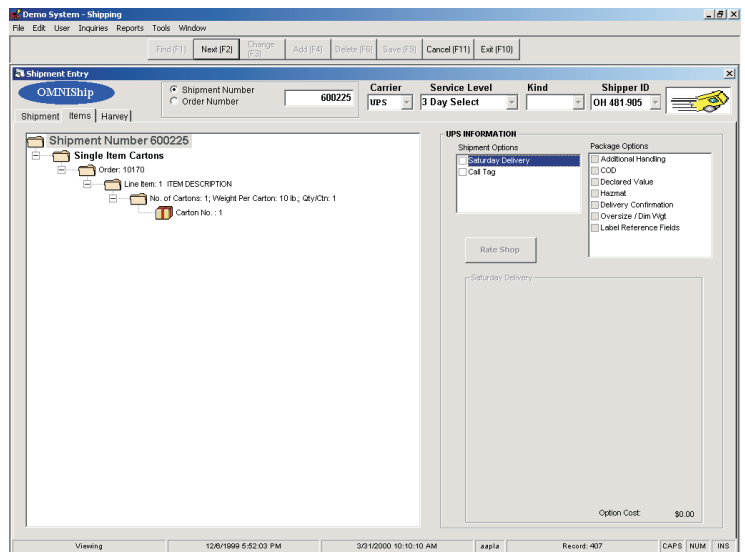 Demo System - Shipping
File Edit User Inquiries Reports Tools Window
Find (F1) Next (F2) Change (F3) Add (F4) Delete (F6) Save (F9) Cancel (F11) Exit (F10)
Shipment Entry
OMNIShip
Shipment Number
Order Number
600225
Carrier Service Level Kind Shipper ID
UPS 3 Day Select OH 481-905
Shipment Items Harvey
Shipment Number 600225
Single Item Cartons
Order: 10170
Line Item: 1 ITEM DESCRIPTION
No. of Cartons: 1; Weight Per Carton: 10 lb.; Qty/Ctn: 1
Carton No. : 1
UPS INFORMATION
Shipment Options
Saturday Delivery
Call Tag
Package Options
Additional Handling
COD
Declared Value
Hazmat
Delivery Confirmation
Oversize / Dim Wgt
Label Reference Fields
Rate Shop
Saturday Delivery
Option Cost: $0.00
Viewing 12/6/1999 5:52:03 PM 3/31/2000 10:10:10 AM aapla Record: 407 CAPS NUM INS